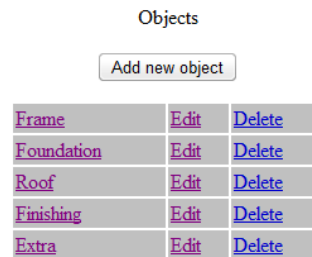 Objects
Add new object
Frame Edit Delete
Foundation Edit Delete
Roof Edit Delete
Finishing Edit Delete
Extra Edit Delete